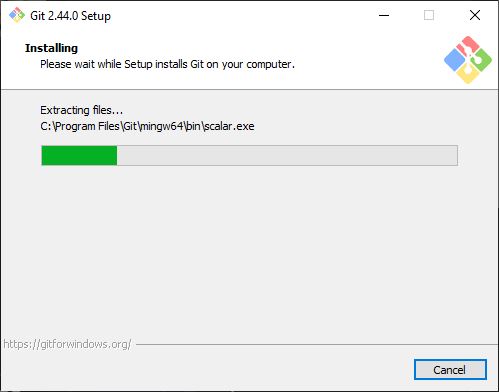 Git 2.44.0 Setup
Installing
Please wait while Setup installs Git on your computer.
Extracting files...
C:\Program Files\Git\mingw64\bin\scalar.exe
https://gitforwindows.org/
Cancel